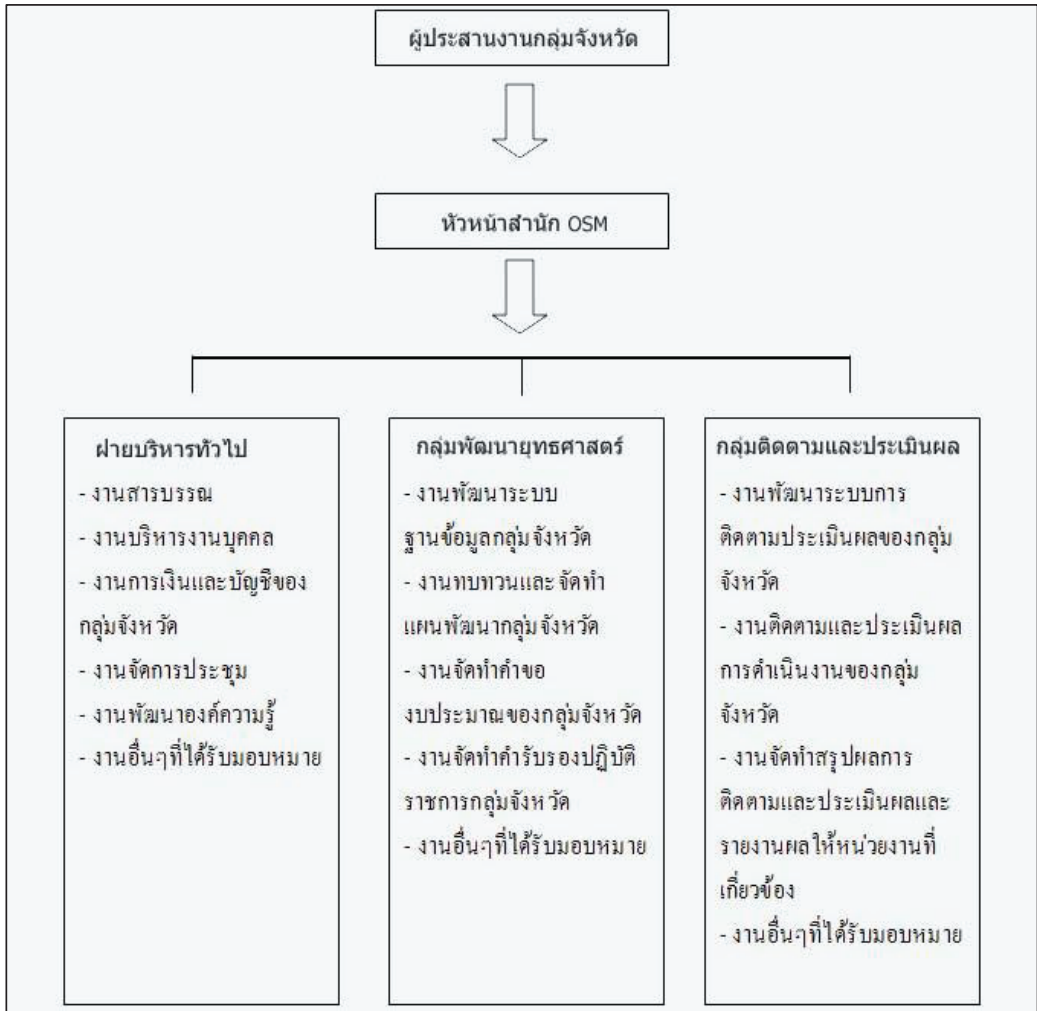 ผู้ประสานงานกลุ่มจังหวัด
หัวหน้าสำนัก OSM
ฝ่ายบริหารทั่วไป
- งานสารบรรณ
- งานบริหารงานบุคคล
- งานการเงินและบัญชีของ
กลุ่มจังหวัด
- งานจัดการประชุม
- งานพัฒนาองค์ความรู้
- งานอื่นๆที่ได้รับมอบหมาย
กลุ่มพัฒนายุทธศาสตร์
- งานพัฒนาระบบ
ฐานข้อมูลกลุ่มจังหวัด
- งานทบทวนและจัดทำ
แผนพัฒนากลุ่มจังหวัด
- งานจัดทำคำขอ
งบประมาณของกลุ่มจังหวัด
- งานจัดทำคำรับรองปฏิบัติ
ราชการกลุ่มจังหวัด
- งานอื่นๆที่ได้รับมอบหมาย
กลุ่มติดตามและประเมินผล
- งานพัฒนาระบบการ
ติดตามประเมินผลของกลุ่ม
จังหวัด
- งานติดตามและประเมินผล
การดำเนินงานของกลุ่ม
จังหวัด
- งานจัดทำสรุปผลการ
ติดตามและประเมินผลและ
รายงานผลให้หน่วยงานที่
เกี่ยวข้อง
- งานอื่นๆที่ได้รับมอบหมาย